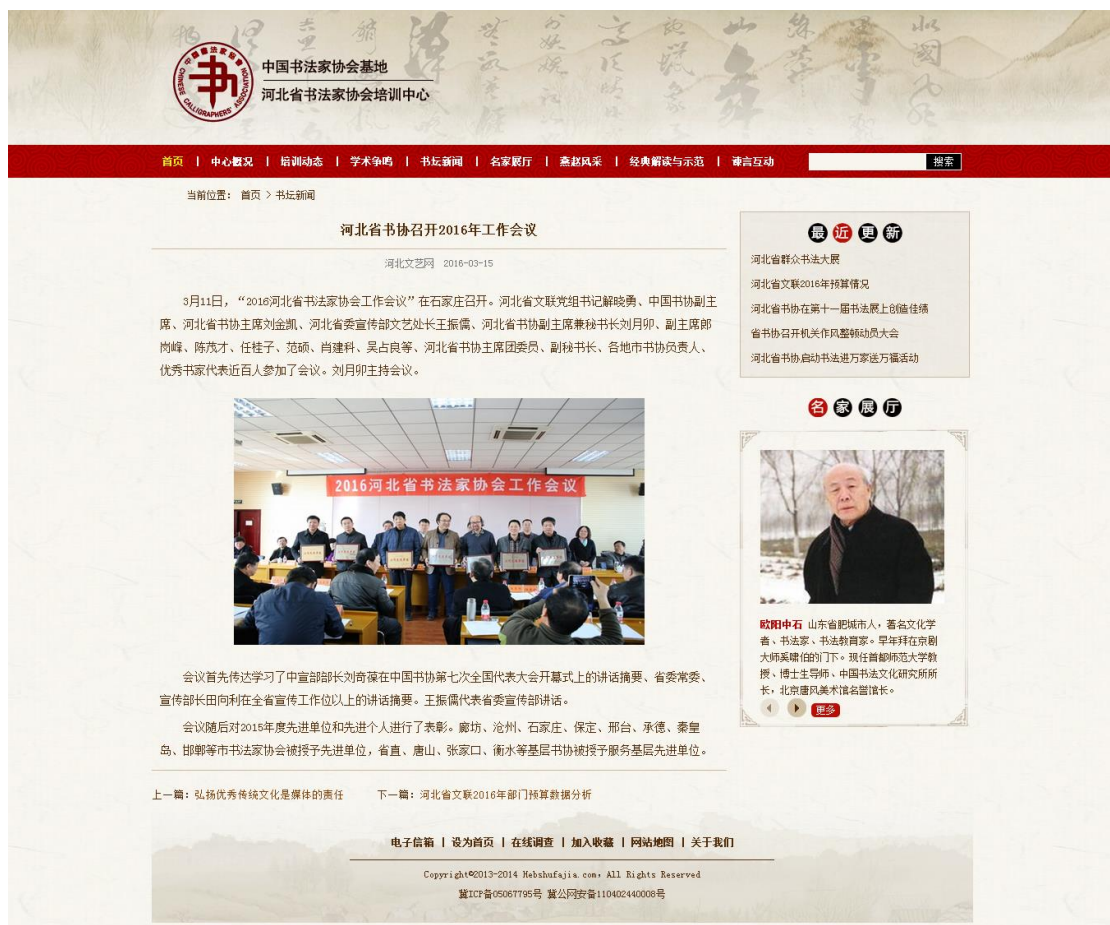 中国书法家协会基地
河北省书法家协会培训中心
首页 | 中心概况 | 培训动态 | 学术争鸣 | 书坛新闻 | 名家展厅 | 燕赵风采 | 经典解读与示范 | 谏言互动
搜索
当前位置: 首页 > 书坛新闻
河北省书协召开2016年工作会议
河北文艺网 2016-03-15
3月11日，“2016河北省书法家协会工作会议”在石家庄召开。河北省文联党组书记解晓勇、中国书协副主
席、河北省书协主席刘金凯、河北省委宣传部文艺处长王振儒、河北省书协副主席兼秘书长刘月卯、副主席郎
岗峰、陈茂才、任桂子、范硕、肖建科、吴占良等、河北省书协主席团委员、副秘书长、各地市书协负责人、
优秀书家代表近百人参加了会议。刘月卯主持会议。
2016河北省书法家协会工作会议
会议首先传达学习了中宣部部长刘奇葆在中国书协第七次全国代表大会开幕式上的讲话摘要、省委常委、
宣传部长田向利在全省宣传工作位以上的讲话摘要。王振儒代表省委宣传部讲话。
会议随后对2015年度先进单位和先进个人进行了表彰。廊坊、沧州、石家庄、保定、邢台、承德、秦皇
岛、邯郸等市书法家协会被授予先进单位，省直、唐山、张家口、衡水等基层书协被授予服务基层先进单位。
上一篇：弘扬优秀传统文化是媒体的责任 下一篇：河北省文联2016年部门预算数据分析
最近更新
河北省群众书法大展
河北省文联2016年预算情况
河北省书协在第十一届书法展上创造佳绩
省书协召开机关作风整顿动员大会
河北省书协启动书法进万家送万福活动
名家展厅
欧阳中石 山东省肥城市人，著名文化学
者、书法家、书法教育家。早年拜在京剧
大师奚啸伯的门下。现任首都师范大学教
授、博士生导师、中国书法文化研究所所
长，北京唐风美术馆名誉馆长。
更多
电子信箱 | 设为首页 | 在线调查 | 加入收藏 | 网站地图 | 关于我们
Copyright©2013-2014 Hebshufajia.com，All Rights Reserved
冀ICP备05067795号 冀公网安备110402440008号